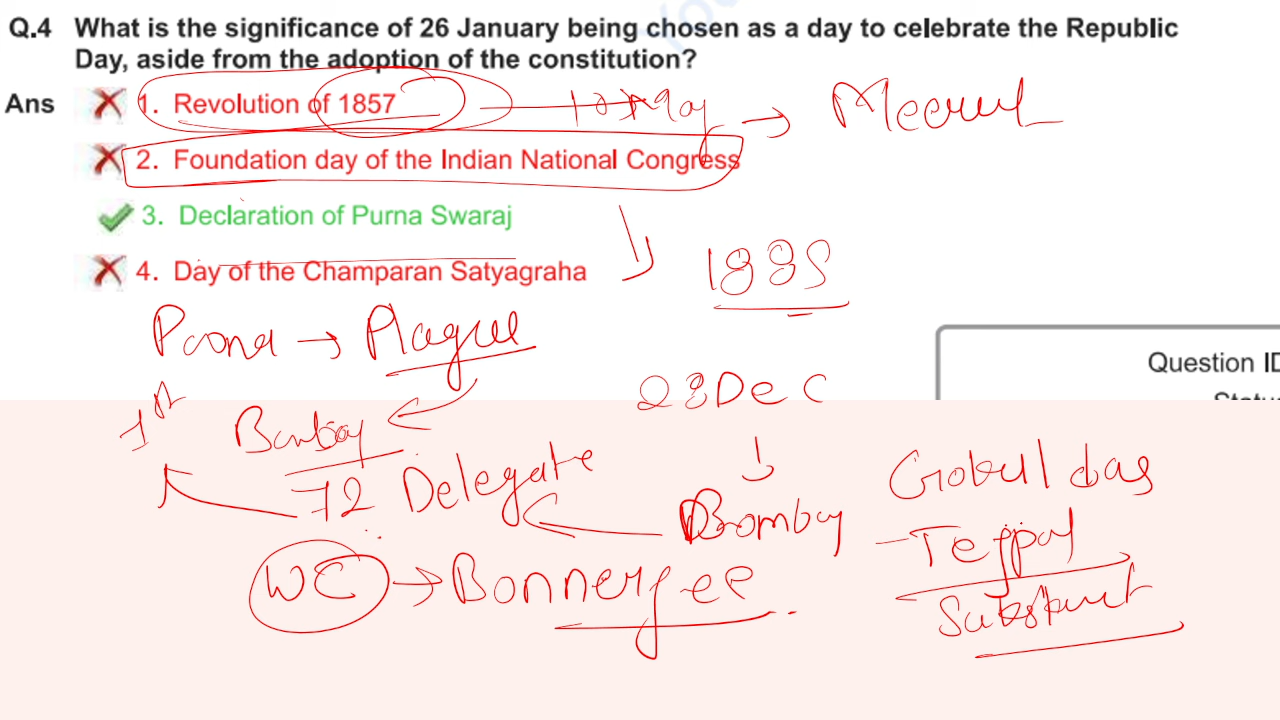 Q.4 What is the significance of 26 January being chosen as a day to celebrate the Republic
Day, aside from the adoption of the constitution?
Ans 1. Revolution of 1857 → Meerut
2. Foundation day of the Indian National Congress
3. Declaration of Purna Swaraj
4. Day of the Champaran Satyagraha
1885
Poona → Plague
Question ID
28 Dec
1st Bombay
72 Delegate
Bombay
Gokul das
Tejpal
WC → Bonnerjee